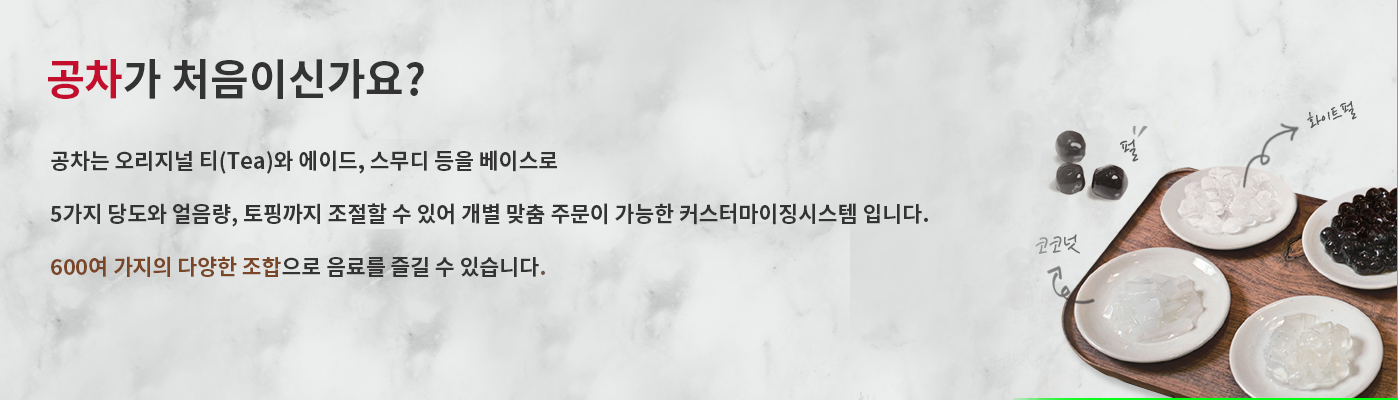 공차가 처음이신가요?
공차는 오리지널 티(Tea)와 에이드, 스무디 등을 베이스로
5가지 당도와 얼음량, 토핑까지 조절할 수 있어 개별 맞춤 주문이 가능한 커스터마이징시스템 입니다.
600여 가지의 다양한 조합으로 음료를 즐길 수 있습니다.
화이트펄
펄
코코넛